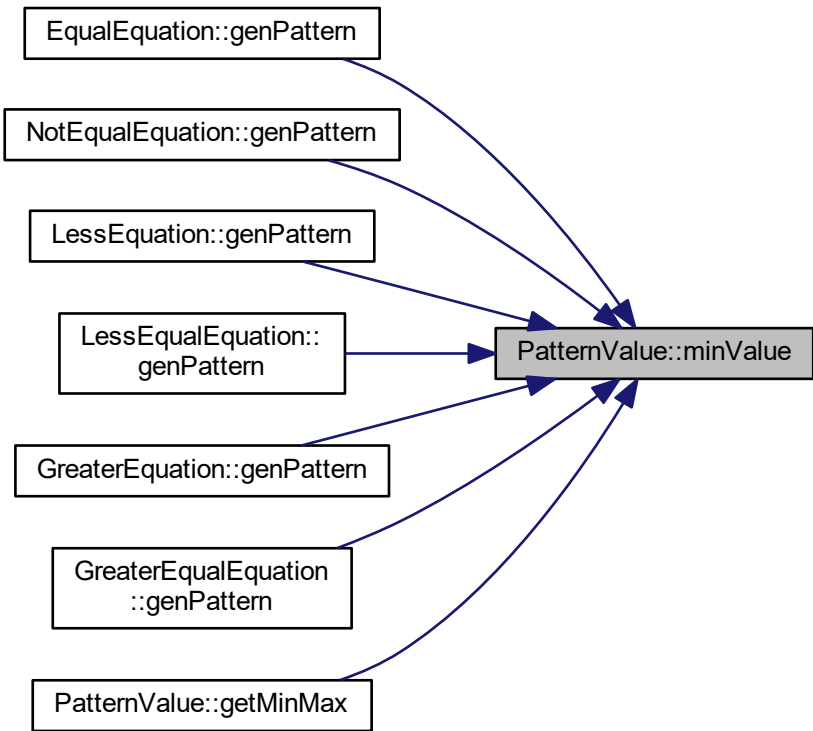 EqualEquation::genPattern
NotEqualEquation::genPattern
LessEquation::genPattern
LessEqualEquation::
genPattern
PatternValue::minValue
GreaterEquation::genPattern
GreaterEqualEquation
::genPattern
PatternValue::getMinMax